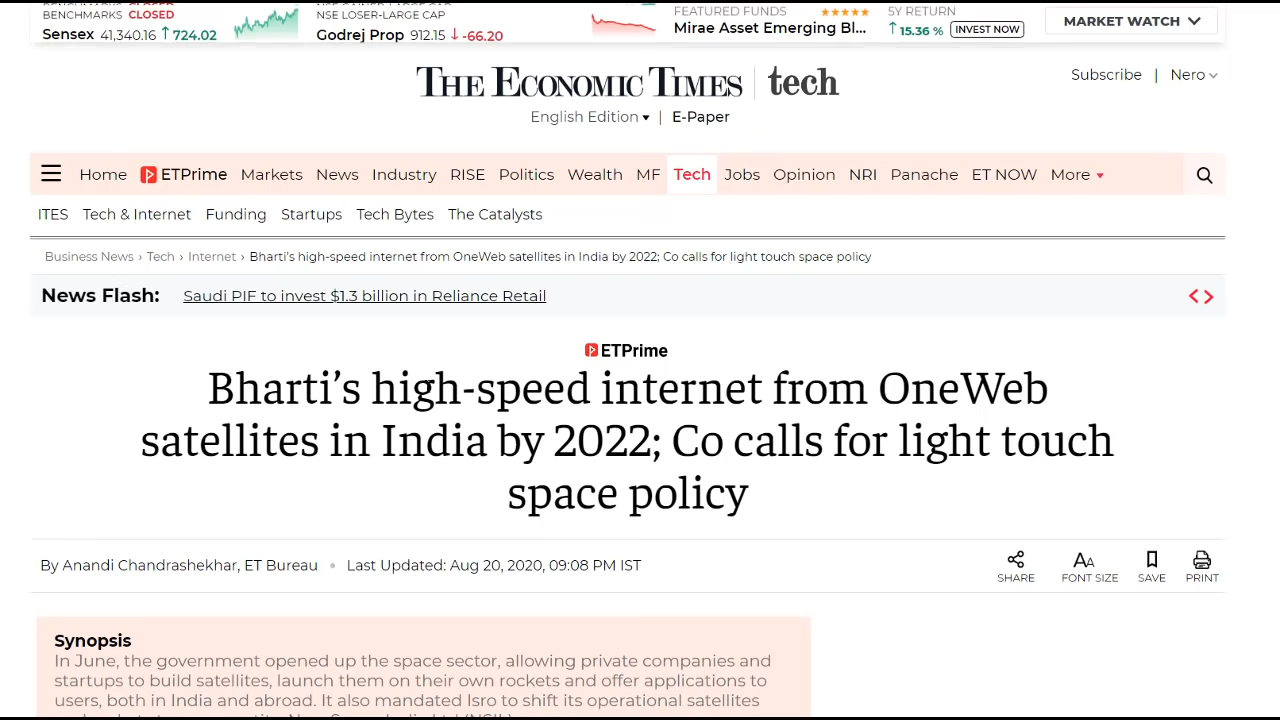 BENCHMARKS CLOSED
BENCHMARKS CLOSED
Sensex 41,340.16 ↑724.02
NSE LOSER-LARGE CAP
Godrej Prop 912.15 ↓-66.20
FEATURED FUNDS ★★★★★
Mirae Asset Emerging Bl...
5Y RETURN
↑15.36 % INVEST NOW
MARKET WATCH
THE ECONOMIC TIMES | tech
Subscribe | Nero
English Edition ▾ | E-Paper
Home ETPrime Markets News Industry RISE Politics Wealth MF Tech Jobs Opinion NRI Panache ET NOW More
ITES Tech & Internet Funding Startups Tech Bytes The Catalysts
Business News › Tech › Internet › Bharti's high-speed internet from OneWeb satellites in India by 2022; Co calls for light touch space policy
News Flash: Saudi PIF to invest $1.3 billion in Reliance Retail
ETPrime
Bharti’s high-speed internet from OneWeb
satellites in India by 2022; Co calls for light touch
space policy
By Anandi Chandrashekhar, ET Bureau • Last Updated: Aug 20, 2020, 09:08 PM IST
SHARE FONT SIZE SAVE PRINT
Synopsis
In June, the government opened up the space sector, allowing private companies and
startups to build satellites, launch them on their own rockets and offer applications to
users, both in India and abroad. It also mandated Isro to shift its operational satellites